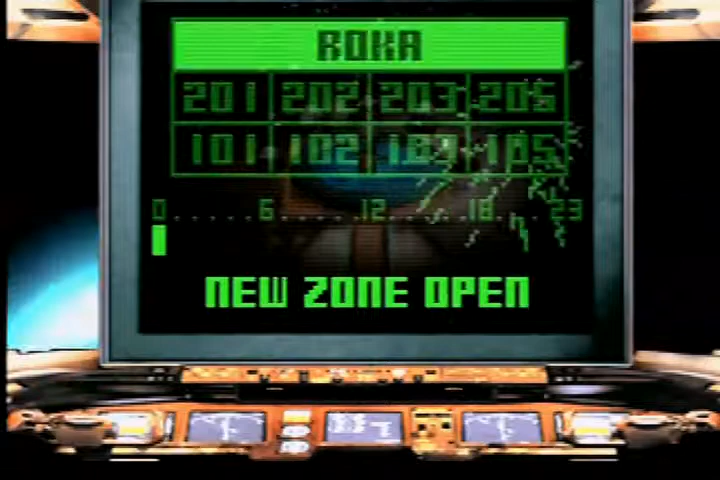 ROKA
201 202 203 205
101 102 103 105
0.....6.....12.....18....23
NEW ZONE OPEN